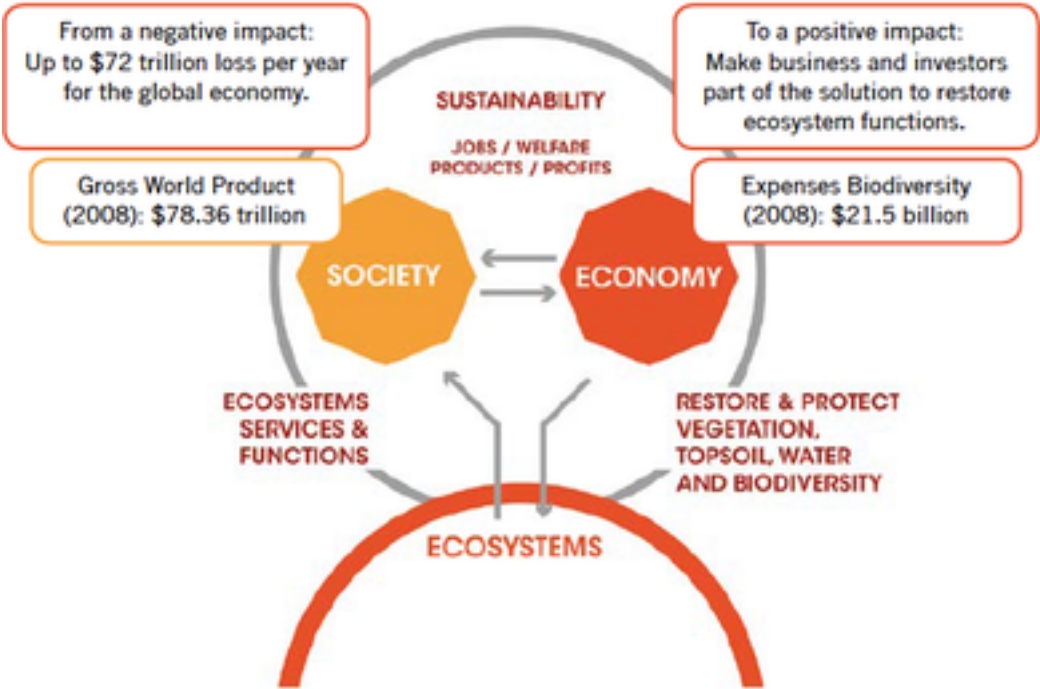 From a negative impact:
Up to $72 trillion loss per year
for the global economy.
To a positive impact:
Make business and investors
part of the solution to restore
ecosystem functions.
SUSTAINABILITY
JOBS / WELFARE
PRODUCTS / PROFITS
Gross World Product
(2008): $78.36 trillion
Expenses Biodiversity
(2008): $21.5 billion
SOCIETY
ECONOMY
ECOSYSTEMS
SERVICES &
FUNCTIONS
RESTORE & PROTECT
VEGETATION,
TOPSOIL, WATER
AND BIODIVERSITY
ECOSYSTEMS